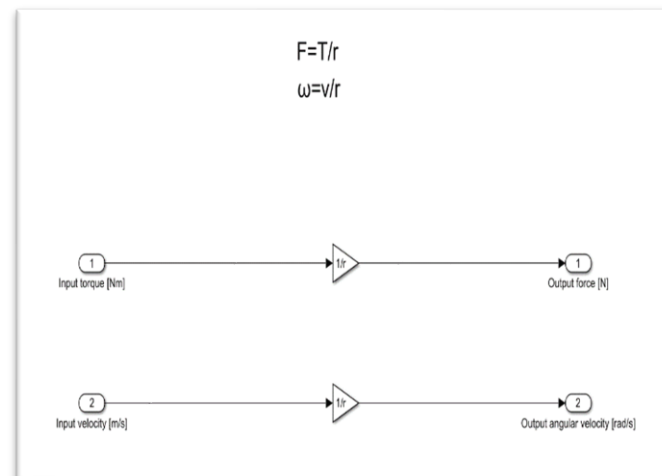 F=T/r
ω=v/r
1
1/r
1
Input torque [Nm]
Output force [N]
2
1/r
2
Input velocity [m/s]
Output angular velocity [rad/s]